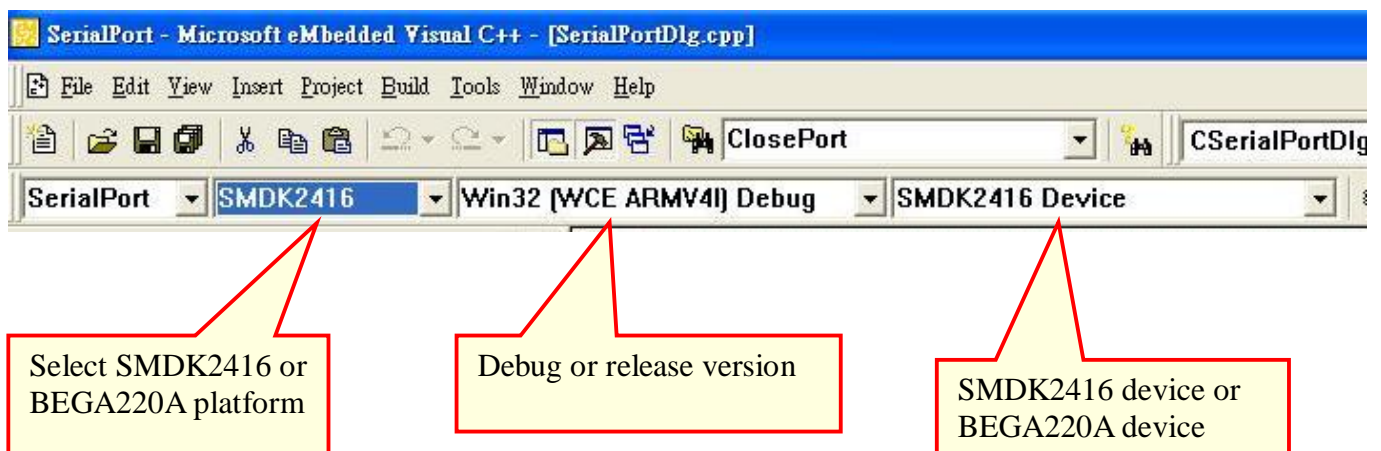 SerialPort - Microsoft eMbedded Visual C++ - [SerialPortDlg.cpp]
File Edit View Insert Project Build Tools Window Help
ClosePort CSerialPortDlg
SerialPort SMDK2416 Win32 (WCE ARMV4I) Debug SMDK2416 Device
Select SMDK2416 or
BEGA220A platform
Debug or release version
SMDK2416 device or
BEGA220A device